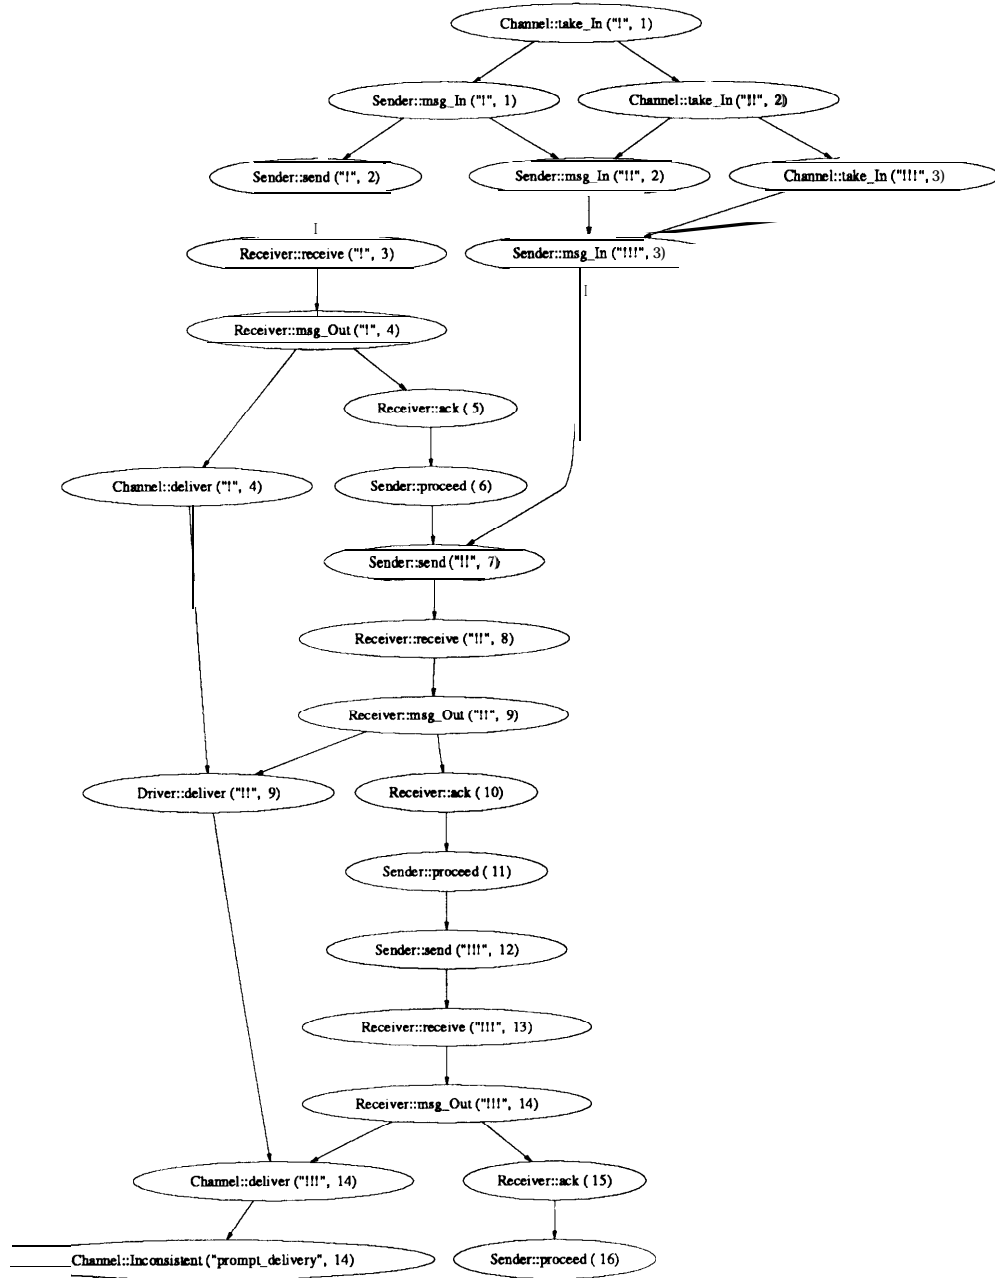 Channel::take_In ("!", 1)
Sender::msg_In ("!", 1)
Channel::take_In ("!!", 2)
Sender::send ("!", 2)
Sender::msg_In ("!!", 2)
Channel::take_In ("!!!", 3)
Receiver::receive ("!", 3)
Sender::msg_In ("!!!", 3)
Receiver::msg_Out ("!", 4)
Receiver::ack ( 5)
Channel::deliver ("!", 4)
Sender::proceed ( 6)
Sender::send ("!!", 7)
Receiver::receive ("!!", 8)
Receiver::msg_Out ("!!", 9)
Driver::deliver ("!!", 9)
Receiver::ack ( 10)
Sender::proceed ( 11)
Sender::send ("!!!", 12)
Receiver::receive ("!!!", 13)
Receiver::msg_Out ("!!!", 14)
Channel::deliver ("!!!", 14)
Receiver::ack ( 15)
Channel::Inconsistent ("prompt_delivery", 14)
Sender::proceed ( 16)